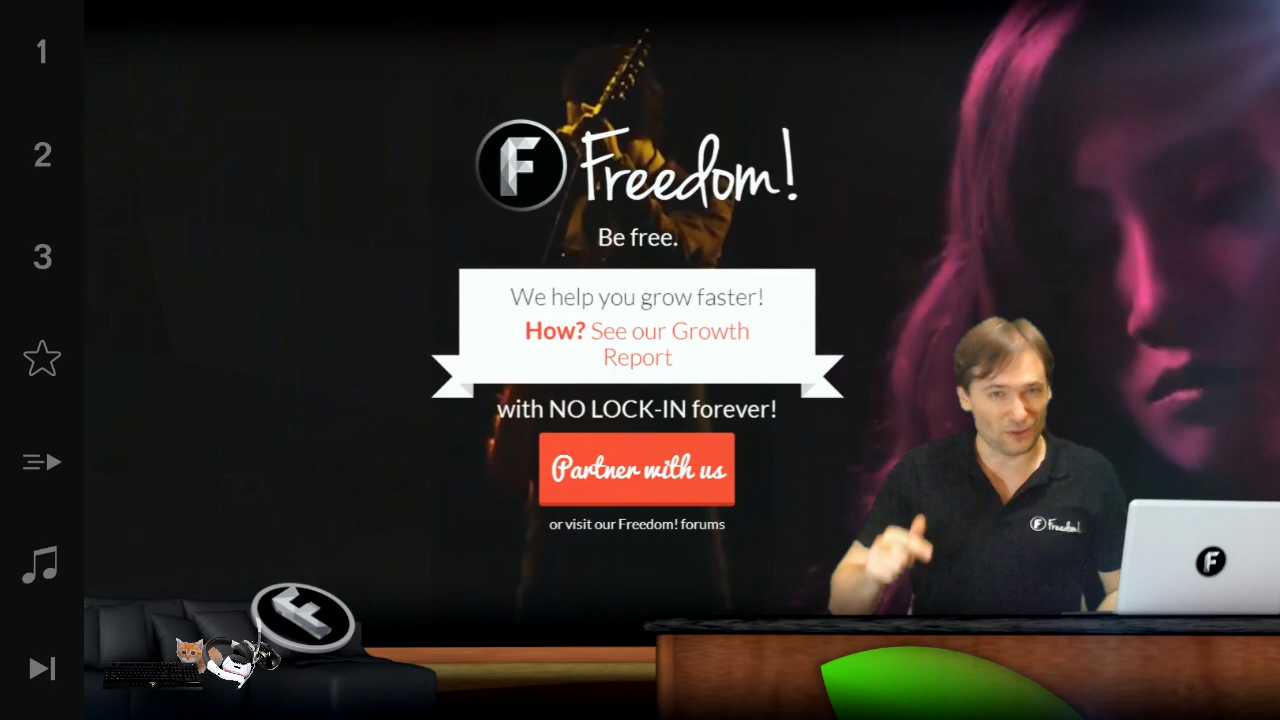 1
2
3
F Freedom!
Be free.
We help you grow faster!
How? See our Growth
Report
with NO LOCK-IN forever!
Partner with us
or visit our Freedom! forums
F Freedom!
F
F